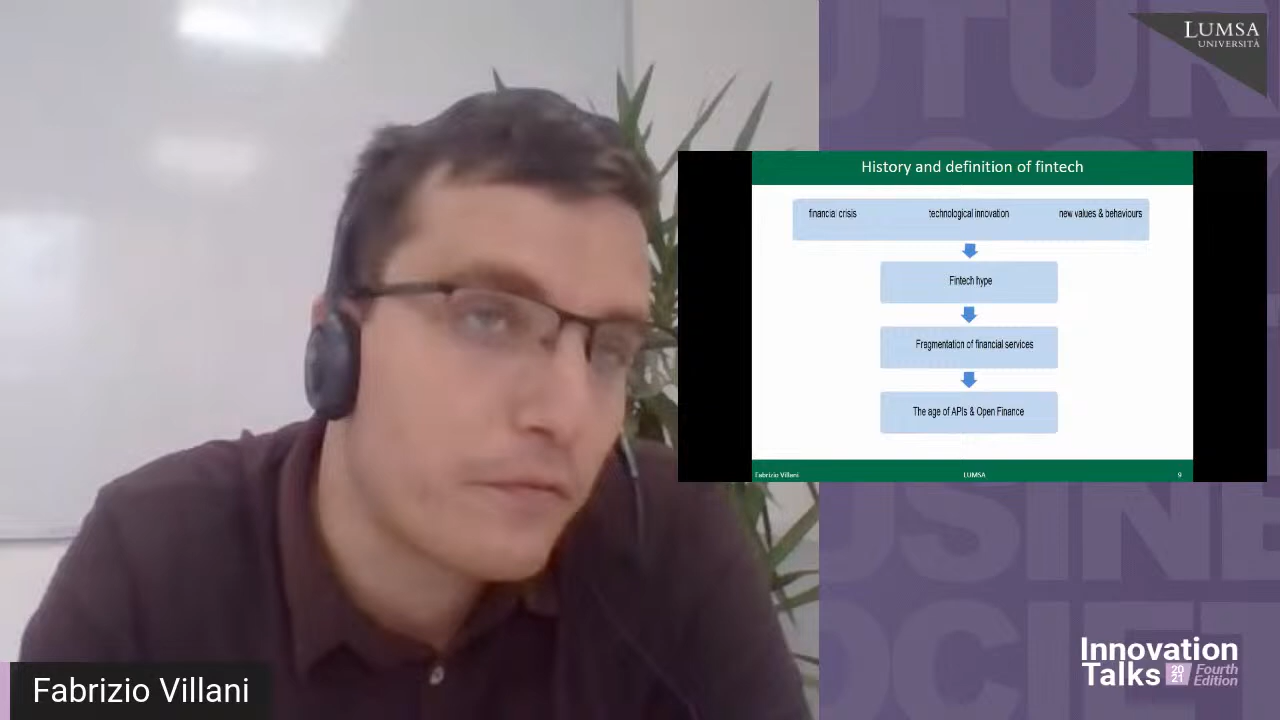 LUMSA
UNIVERSITÀ
History and definition of fintech
financial crisis technological innovation new values & behaviours
Fintech hype
Fragmentation of financial services
The age of APIs & Open Finance
Fabrizio Villani LUMSA 9
Innovation
Talks 2021 Fourth Edition
Fabrizio Villani